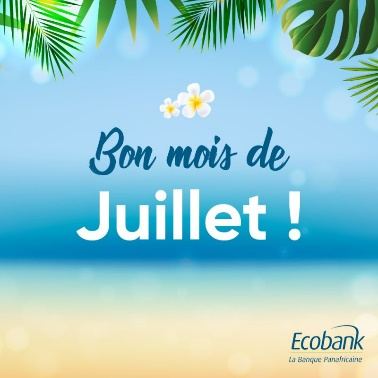 Bon mois de
Juillet !
Ecobank
La Banque Panafricaine